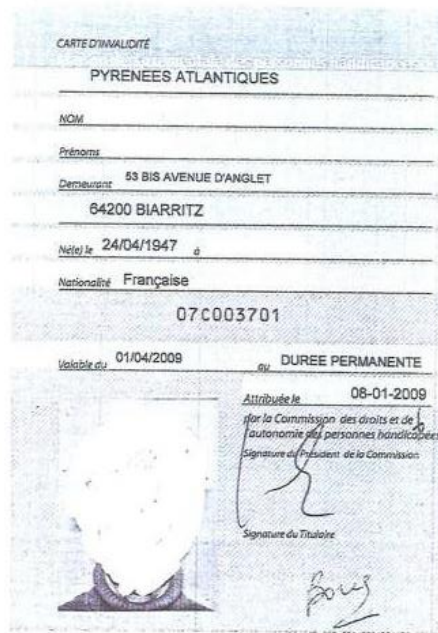 CARTE D'INVALIDITÉ
PYRENEES ATLANTIQUES
NOM
Prénoms
Demeurant 53 BIS AVENUE D'ANGLET
64200 BIARRITZ
Né(e) le 24/04/1947 à
Nationalité Française
07C003701
Valable du 01/04/2009 au DUREE PERMANENTE
Attribuée le 08-01-2009
par la Commission des droits et de l'
autonomie des personnes handicapées
Signature du Président de la Commission
Signature du Titulaire